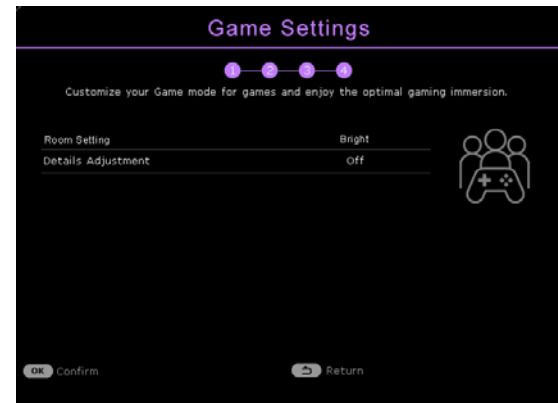 Game Settings
1 2 3 4
Customize your Game mode for games and enjoy the optimal gaming immersion.
Room Setting Bright
Details Adjustment Off
OK Confirm Return